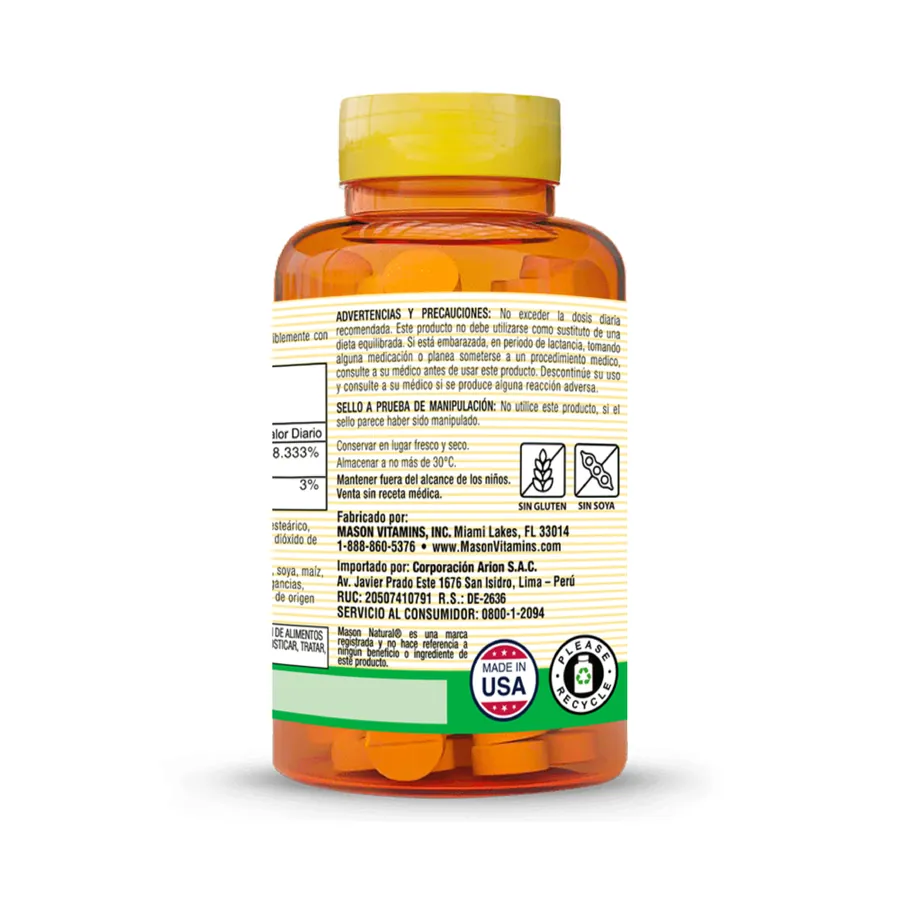 iblemente con
alor Diario
8.333%
3%
esteárico,
dióxido de
, soya, maíz,
gancias,
de origen
N DE ALIMENTOS
OSTICAR, TRATAR,
ADVERTENCIAS Y PRECAUCIONES: No exceder la dosis diaria
recomendada. Este producto no debe utilizarse como sustituto de una
dieta equilibrada. Si está embarazada, en periodo de lactancia, tomando
alguna medicación o planea someterse a un procedimiento medico,
consulte a su médico antes de usar este producto. Descontinúe su uso
y consulte a su médico si se produce alguna reacción adversa.
SELLO A PRUEBA DE MANIPULACIÓN: No utilice este producto, si el
sello parece haber sido manipulado.
Conservar en lugar fresco y seco.
Almacenar a no más de 30°C.
Mantener fuera del alcance de los niños.
Venta sin receta médica.
SIN GLUTEN
SIN SOYA
Fabricado por:
MASON VITAMINS, INC. Miami Lakes, FL 33014
1-888-860-5376 • www.MasonVitamins.com
Importado por: Corporación Arion S.A.C.
Av. Javier Prado Este 1676 San Isidro, Lima – Perú
RUC: 20507410791 R.S.: DE-2636
SERVICIO AL CONSUMIDOR: 0800-1-2094
Mason Natural® es una marca
registrada y no hace referencia a
ningun beneficio o ingrediente de
este producto.
MADE IN
USA
• PLEASE •
RECYCLE